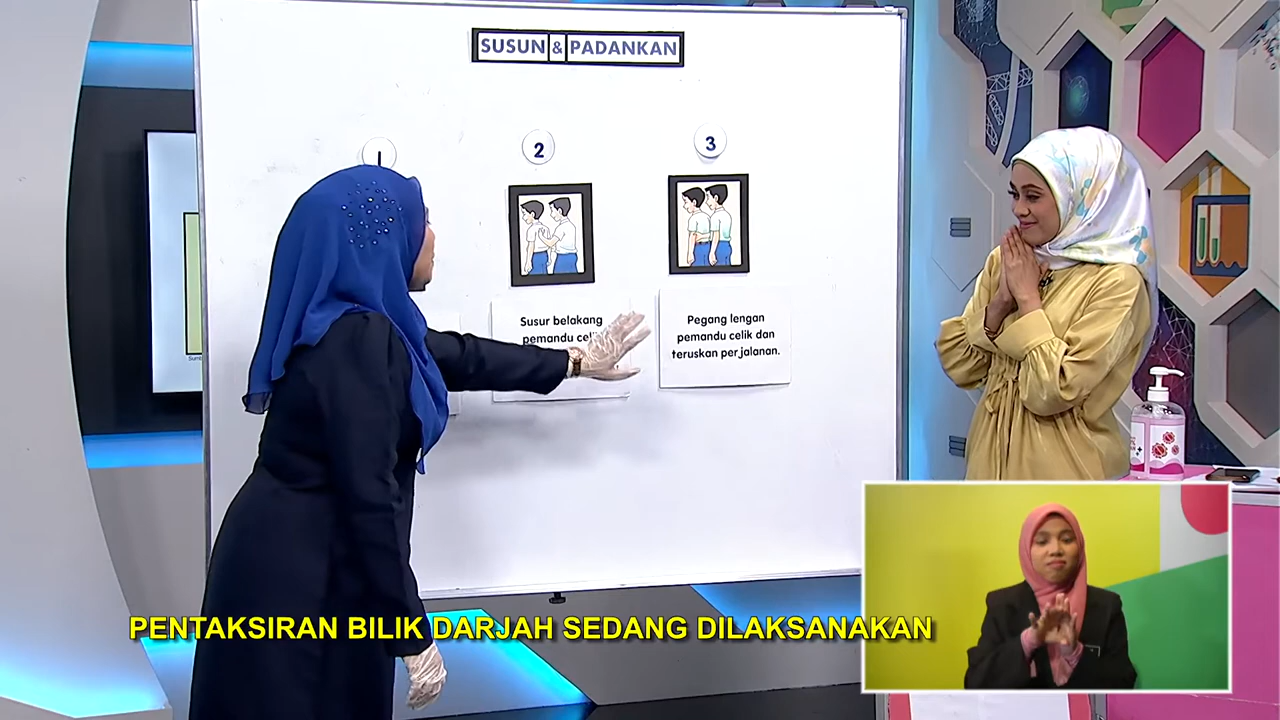 SUSUN & PADANKAN
1
2
3
Susur belakang
pemandu
Pegang lengan
pemandu celik dan
teruskan perjalanan.
PENTAKSIRAN BILIK DARJAH SEDANG DILAKSANAKAN